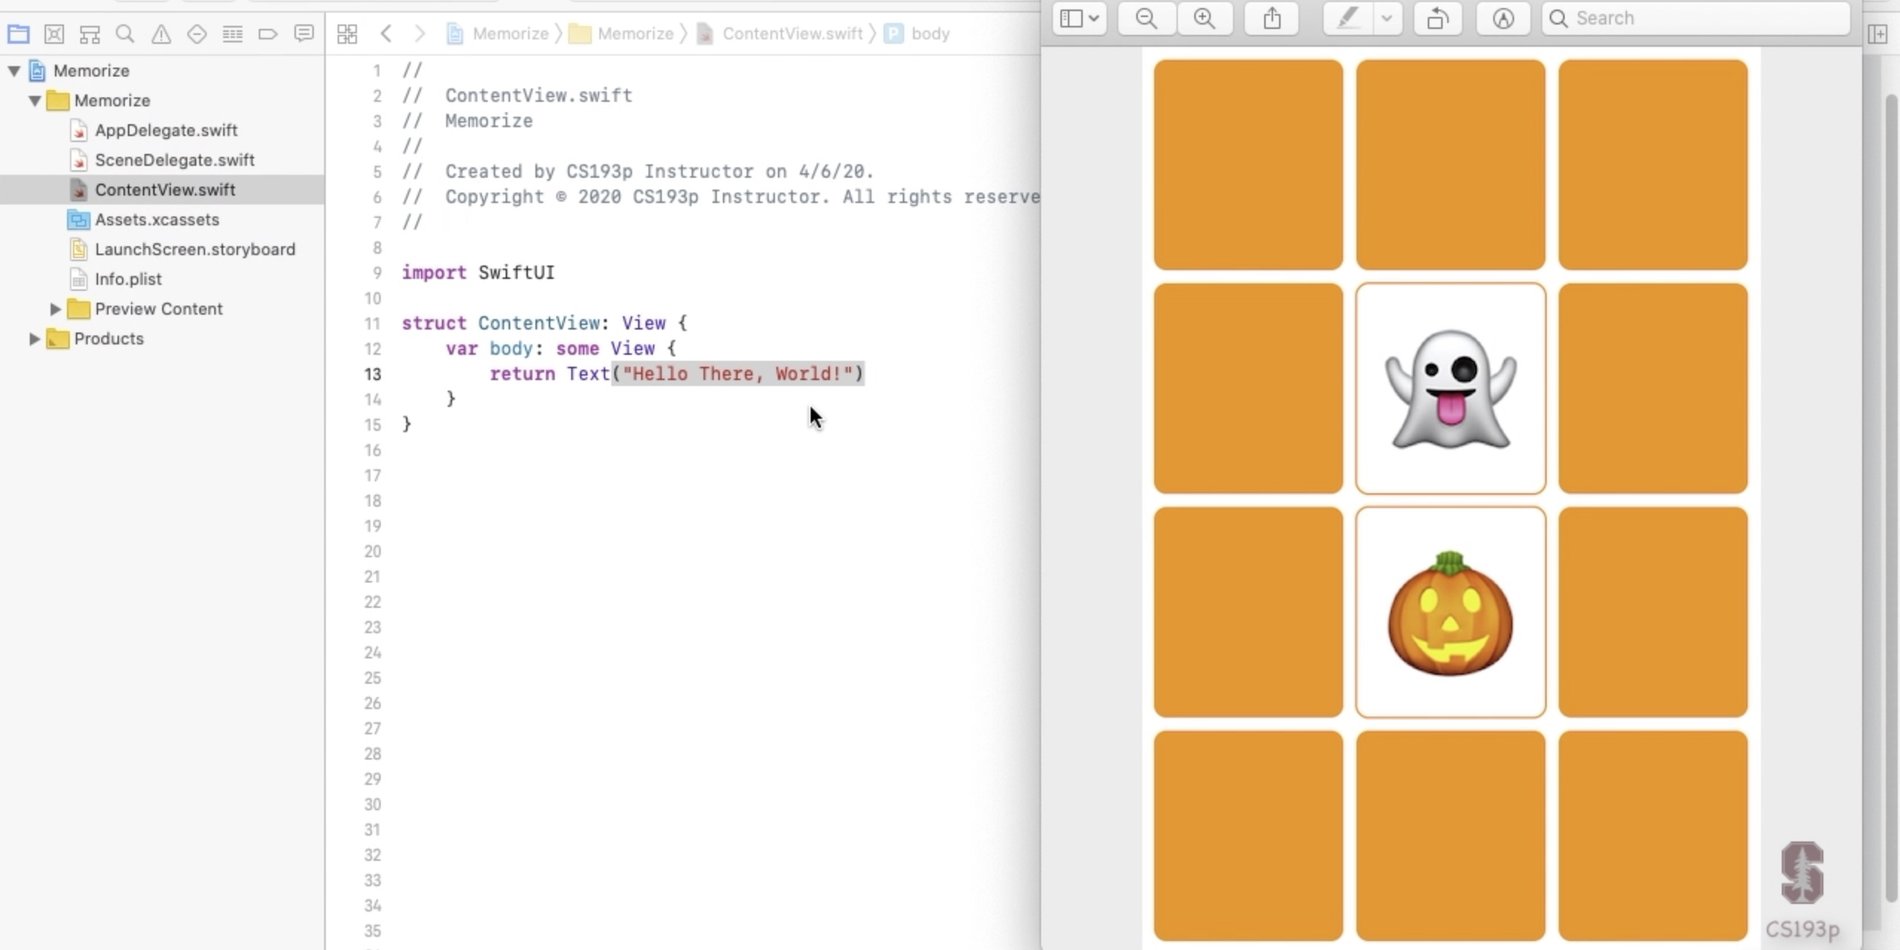 Memorize
Memorize
AppDelegate.swift
SceneDelegate.swift
ContentView.swift
Assets.xcassets
LaunchScreen.storyboard
Info.plist
Preview Content
Products
Memorize
Memorize
ContentView.swift
P
body
1 //
2 //  ContentView.swift
3 //  Memorize
4 //
5 //  Created by CS193p Instructor on 4/6/20.
6 //  Copyright © 2020 CS193p Instructor. All rights reserve
7 //
8
9 import SwiftUI
10
11 struct ContentView: View {
12     var body: some View {
13         return Text("Hello There, World!")
14     }
15 }
16
17
18
19
20
21
22
23
24
25
26
27
28
29
30
31
32
33
34
35
Search
S
CS193p